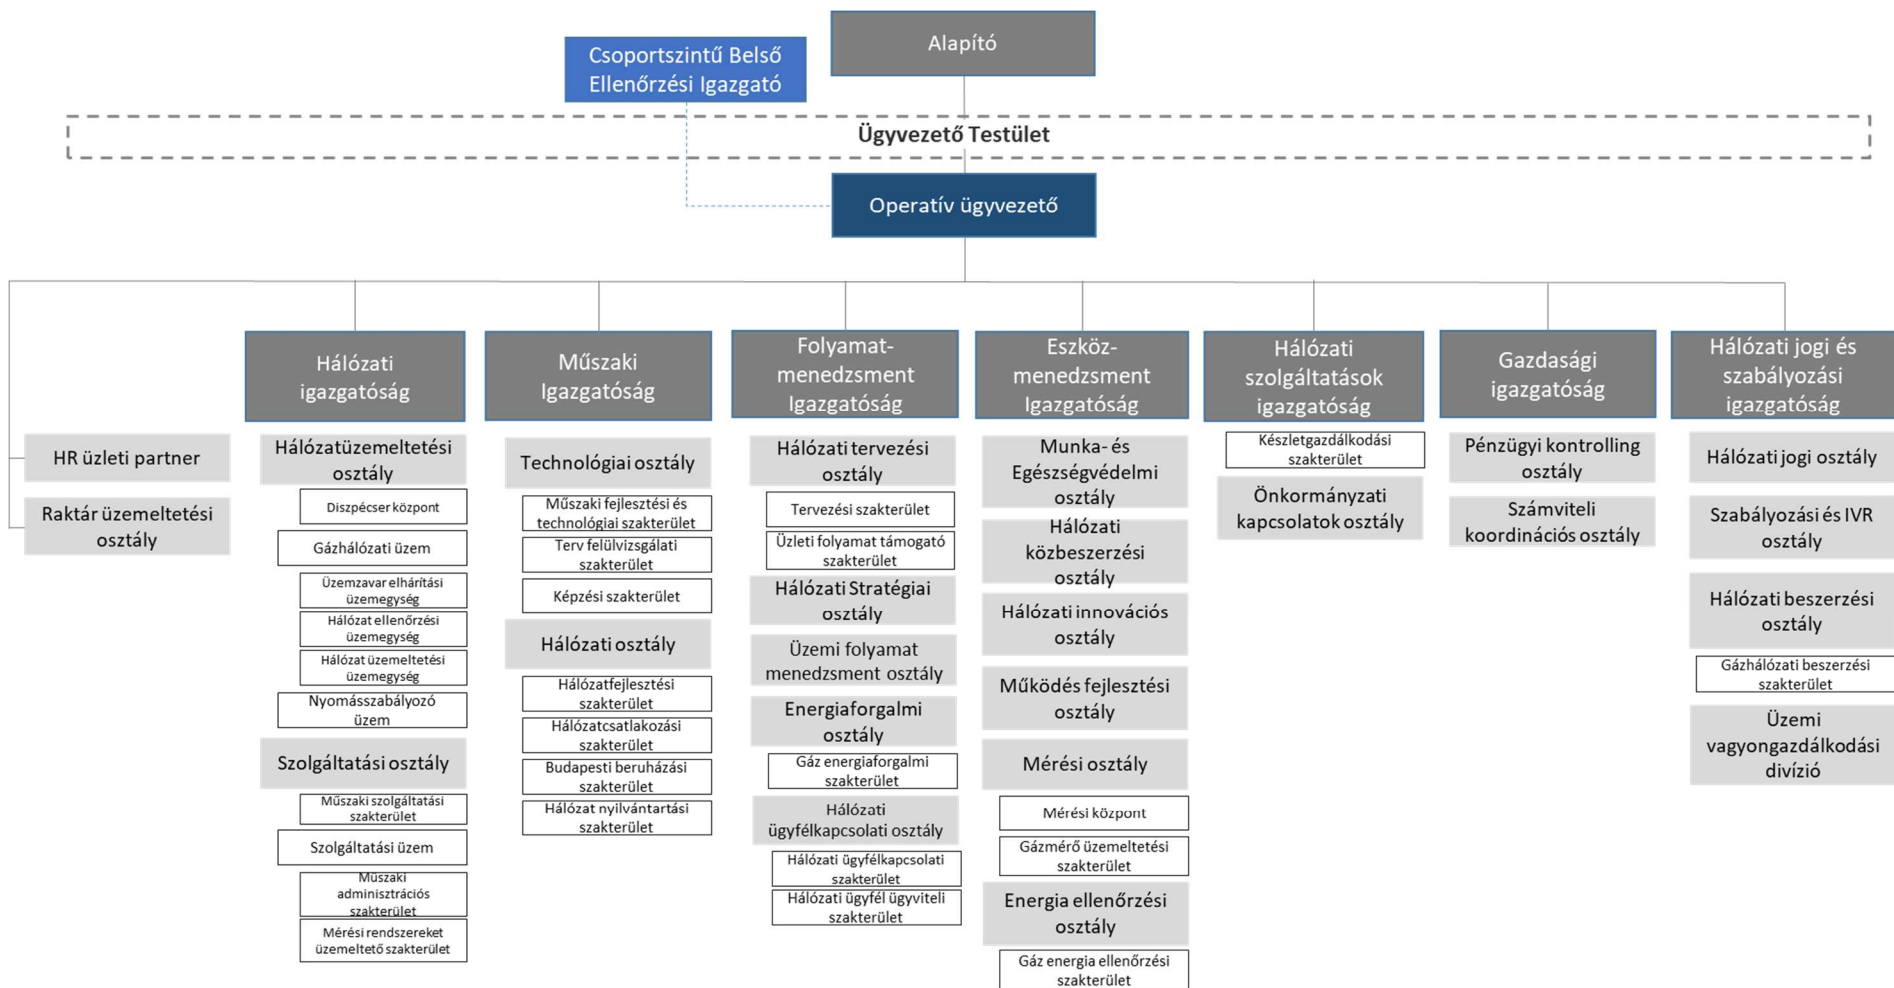 Alapító
Csoportszintű Belső
Ellenőrzési Igazgató
Ügyvezető Testület
Operatív ügyvezető
HR üzleti partner
Raktár üzemeltetési
osztály
Hálózati
igazgatóság
Hálózatüzemeltetési
osztály
Diszpécser központ
Gázhálózati üzem
Üzemzavar elhárítási
üzemegység
Hálózat ellenőrzési
üzemegység
Hálózat üzemeltetési
üzemegység
Nyomásszabályozó
üzem
Szolgáltatási osztály
Műszaki szolgáltatási
szakterület
Szolgáltatási üzem
Műszaki
adminisztrációs
szakterület
Mérési rendszereket
üzemeltető szakterület
Műszaki
Igazgatóság
Technológiai osztály
Műszaki fejlesztési és
technológiai szakterület
Terv felülvizsgálati
szakterület
Képzési szakterület
Hálózati osztály
Hálózatfejlesztési
szakterület
Hálózatcsatlakozási
szakterület
Budapesti beruházási
szakterület
Hálózat nyilvántartási
szakterület
Folyamat-
menedzsment
Igazgatóság
Hálózati tervezési
osztály
Tervezési szakterület
Üzleti folyamat támogató
szakterület
Hálózati Stratégiai
osztály
Üzemi folyamat
menedzsment osztály
Energiaforgalmi
osztály
Gáz energiaforgalmi
szakterület
Hálózati
ügyfélkapcsolati osztály
Hálózati ügyfélkapcsolati
szakterület
Hálózati ügyfél ügyviteli
szakterület
Eszköz-
menedzsment
Igazgatóság
Munka- és
Egészségvédelmi
osztály
Hálózati
közbeszerzési
osztály
Hálózati innovációs
osztály
Működés fejlesztési
osztály
Mérési osztály
Mérési központ
Gázmérő üzemeltetési
szakterület
Energia ellenőrzési
osztály
Gáz energia ellenőrzési
szakterület
Hálózati
szolgáltatások
igazgatóság
Készletgazdálkodási
szakterület
Önkormányzati
kapcsolatok osztály
Gazdasági
igazgatóság
Pénzügyi kontrolling
osztály
Számviteli
koordinációs osztály
Hálózati jogi és
szabályozási
igazgatóság
Hálózati jogi osztály
Szabályozási és IVR
osztály
Hálózati beszerzési
osztály
Gázhálózati beszerzési
szakterület
Üzemi
vagyongazdálkodási
divízió